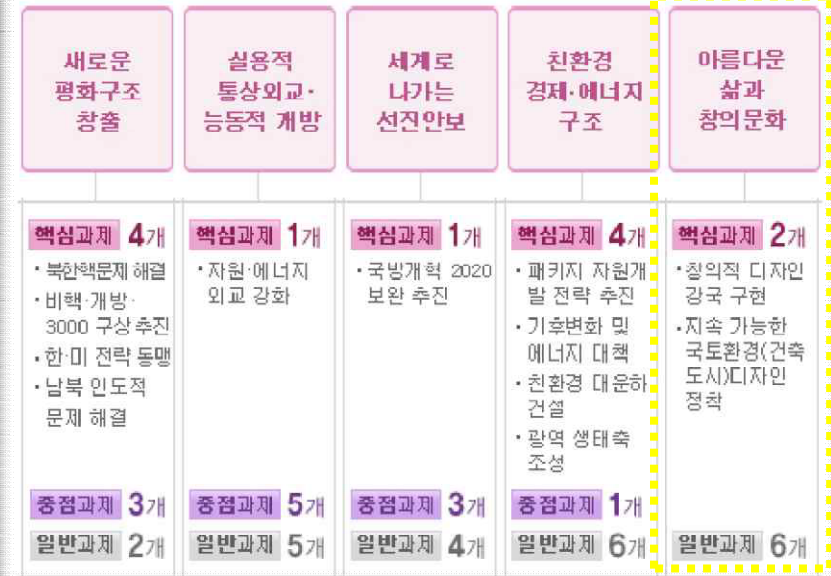 새로운
평화구조
창출
실용적
통상외교·
능동적 개방
세계로
나가는
선진안보
친환경
경제·에너지
구조
아름다운
삶과
창의문화
핵심과제 4개
· 북한핵문제 해결
· 비핵·개방·
3000 구상 추진
· 한·미 전략 동맹
· 남북 인도적
문제 해결
중점과제 3개
일반과제 2개
핵심과제 1개
· 자원·에너지
외교 강화
중점과제 5개
일반과제 5개
핵심과제 1개
· 국방개혁 2020
보완 추진
중점과제 3개
일반과제 4개
핵심과제 4개
· 패키지 자원개
발 전략 추진
· 기후변화 및
에너지 대책
· 친환경 대운하
건설
· 광역 생태축
조성
중점과제 1개
일반과제 6개
핵심과제 2개
· 창의적 디자인
강국 구현
· 지속 가능한
국토환경(건축
도시)디자인
정착
일반과제 6개